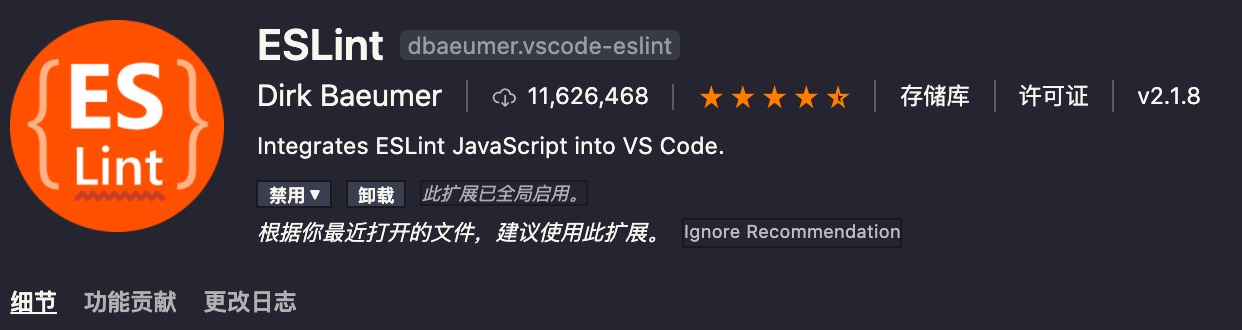 {ES}
Lint
ESLint dbaeumer.vscode-eslint
Dirk Baeumer 11,626,468 存储库 许可证 v2.1.8
Integrates ESLint JavaScript into VS Code.
禁用▼ 卸载 此扩展已全局启用。
根据你最近打开的文件，建议使用此扩展。 Ignore Recommendation
细节 功能贡献 更改日志